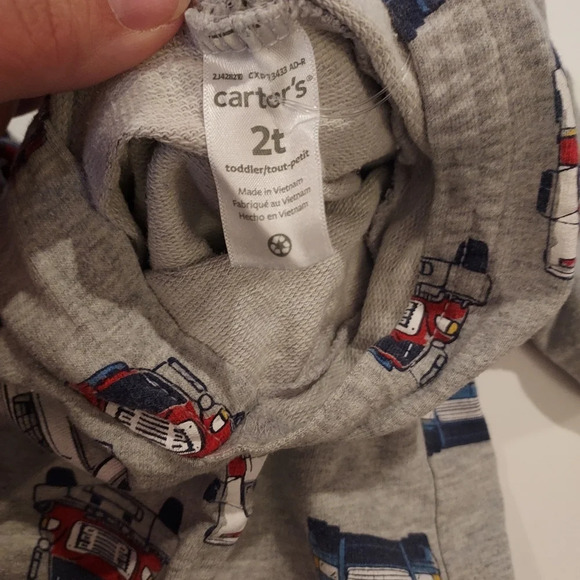 carter's®
2t
toddler/tout-petit
Made in Vietnam
Fabriqué au Vietnam
Hecho en Vietnam